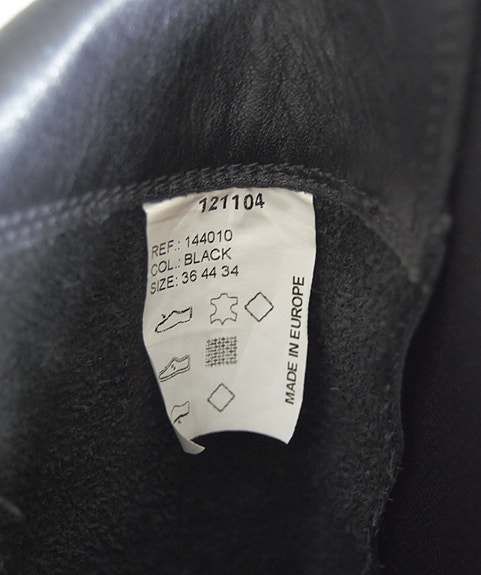 121104
REF.: 144010
COL.: BLACK
SIZE: 36 44 34
MADE IN EUROPE